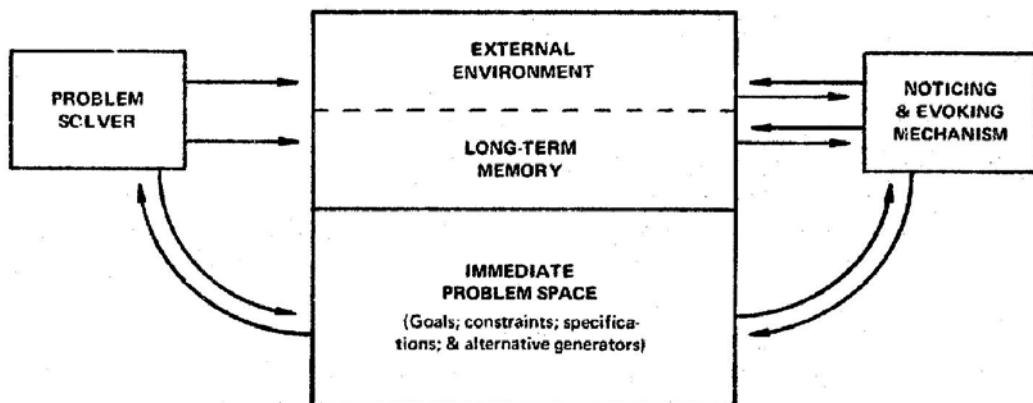 PROBLEM
SOLVER
EXTERNAL
ENVIRONMENT
LONG-TERM
MEMORY
IMMEDIATE
PROBLEM SPACE
(Goals; constraints; specifica-
tions; & alternative generators)
NOTICING
& EVOKING
MECHANISM